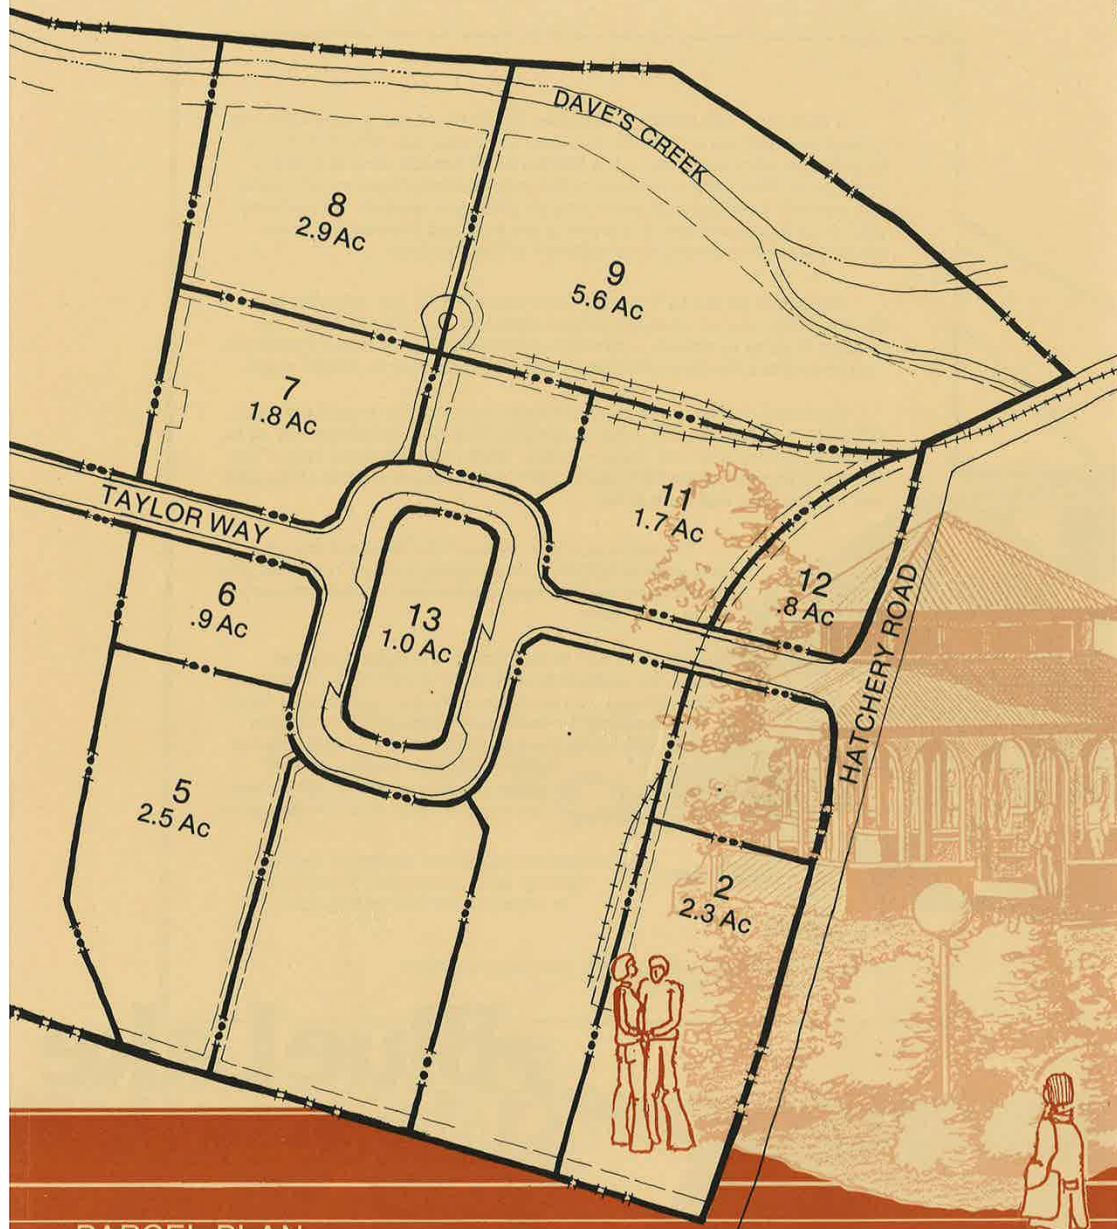 DAVE'S CREEK
8
2.9 Ac
9
5.6 Ac
7
1.8 Ac
11
1.7 Ac
TAYLOR WAY
12
.8 Ac
6
.9 Ac
13
1.0 Ac
HATCHERY ROAD
5
2.5 Ac
2
2.3 Ac
PARCEL PLAN